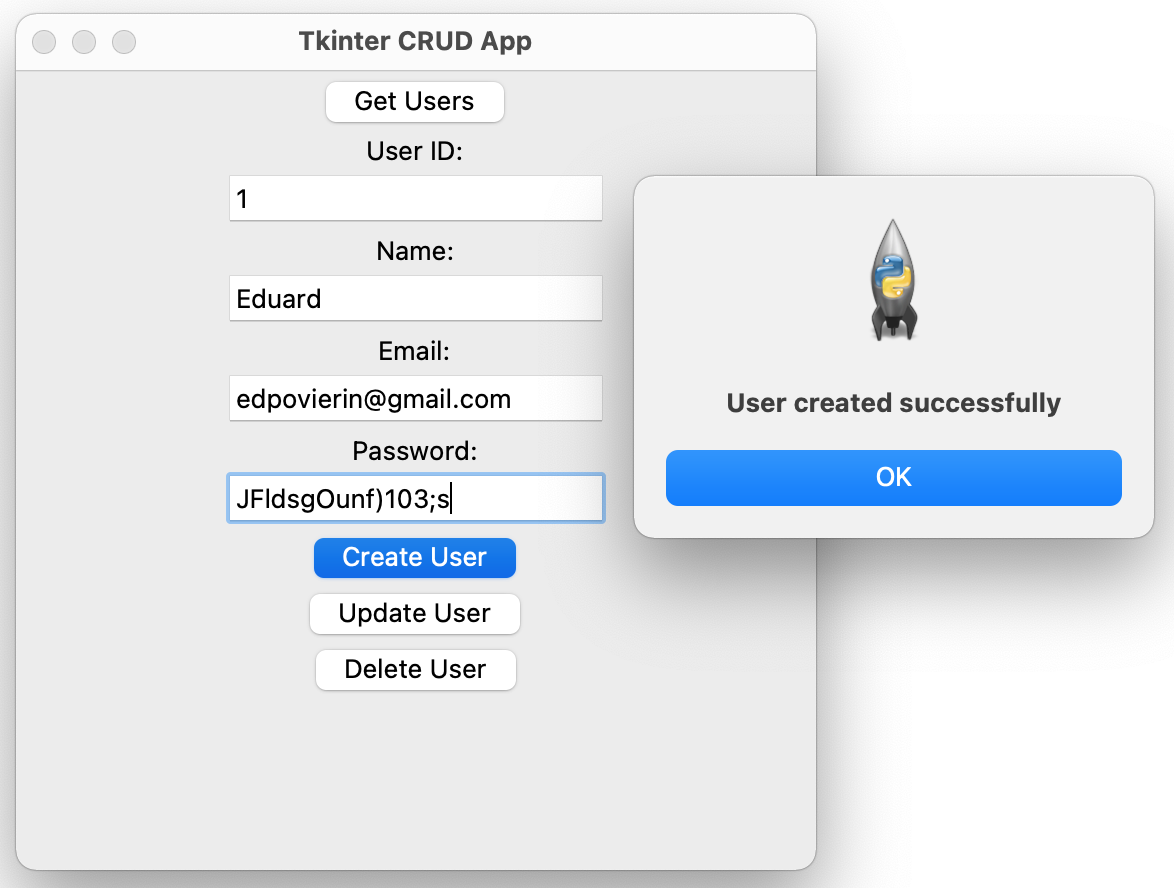 Tkinter CRUD App
Get Users
User ID:
1
Name:
Eduard
Email:
edpovierin@gmail.com
Password:
JFldsgOunf)103;s
Create User
Update User
Delete User
User created successfully
OK